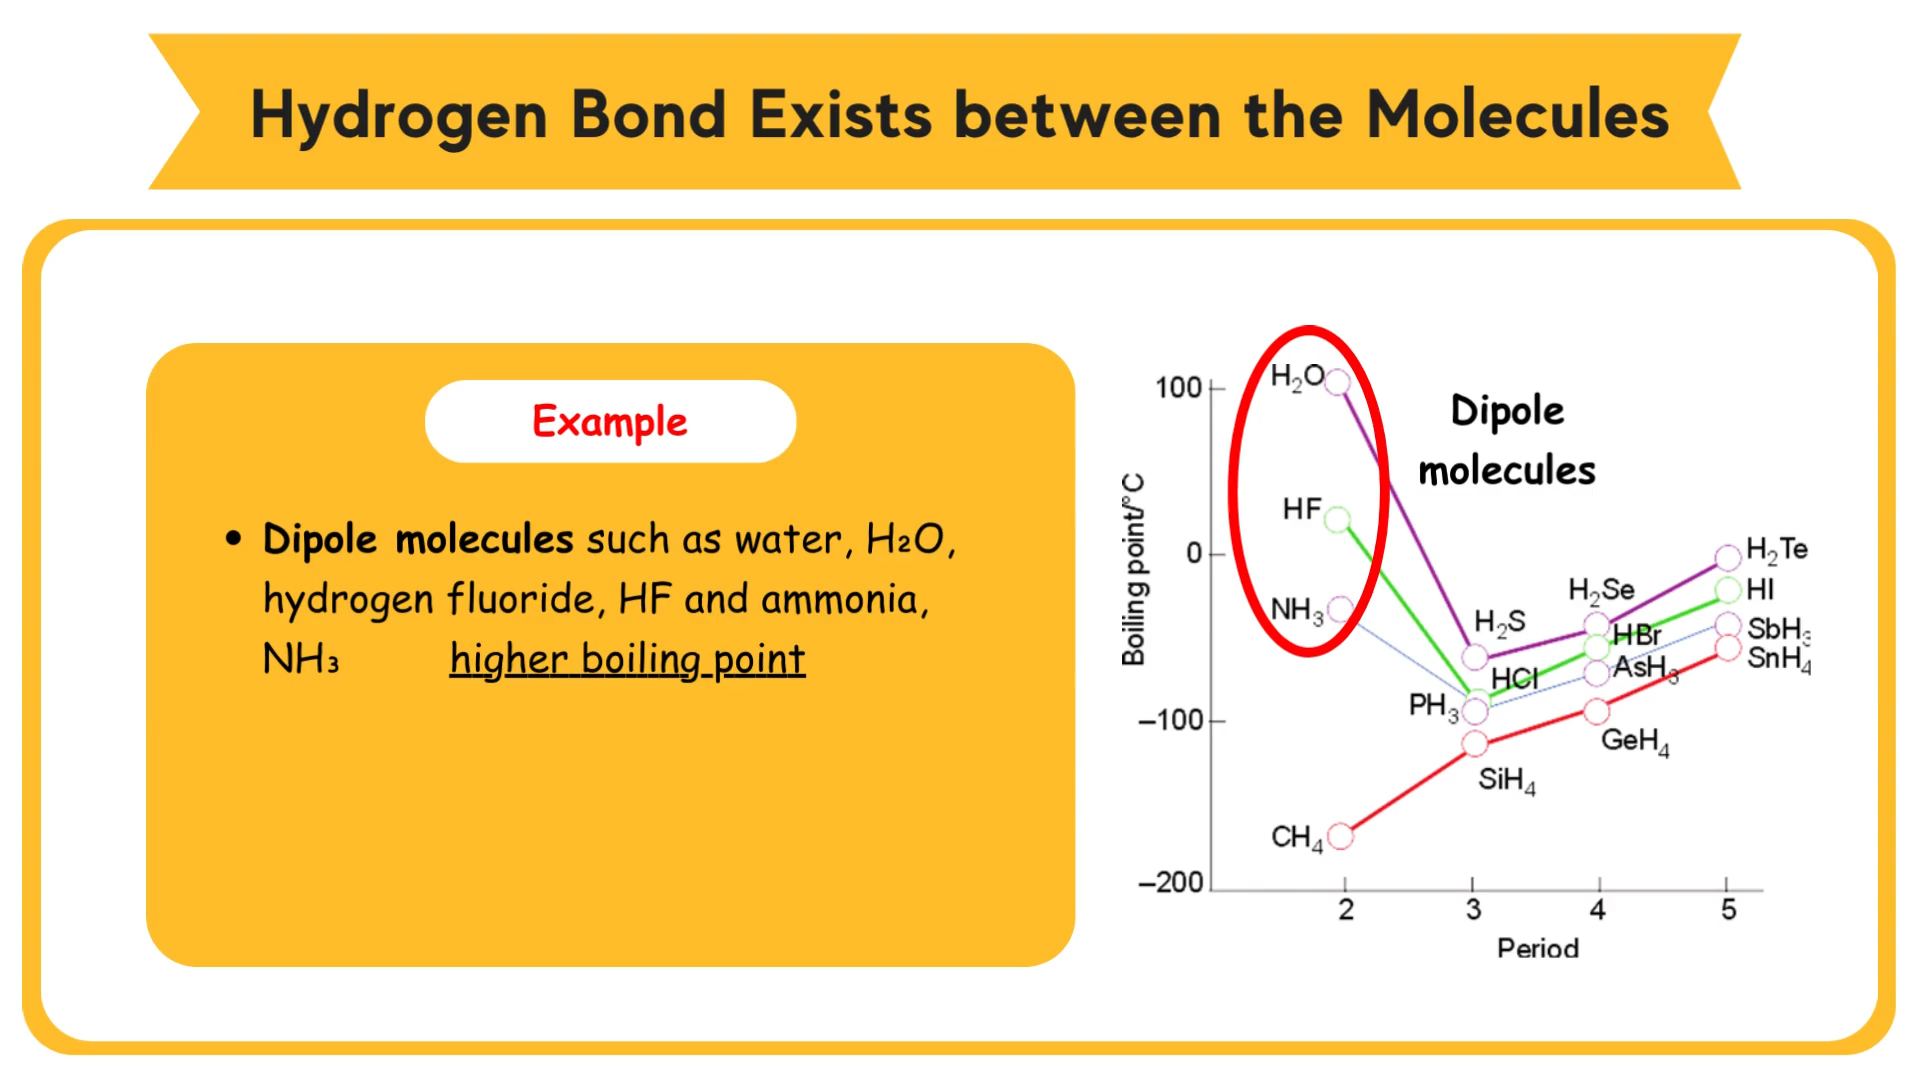 Hydrogen Bond Exists between the Molecules
Example
• Dipole molecules such as water, H₂O,
hydrogen fluoride, HF and ammonia,
NH₃ higher boiling point
Dipole
molecules
Boiling point/°C
100
0
–100
–200
H₂O
HF
NH₃
CH₄
H₂S
HCl
PH₃
SiH₄
H₂Se
HBr
AsH₃
GeH₄
H₂Te
HI
SbH₃
SnH₄
2 3 4 5
Period